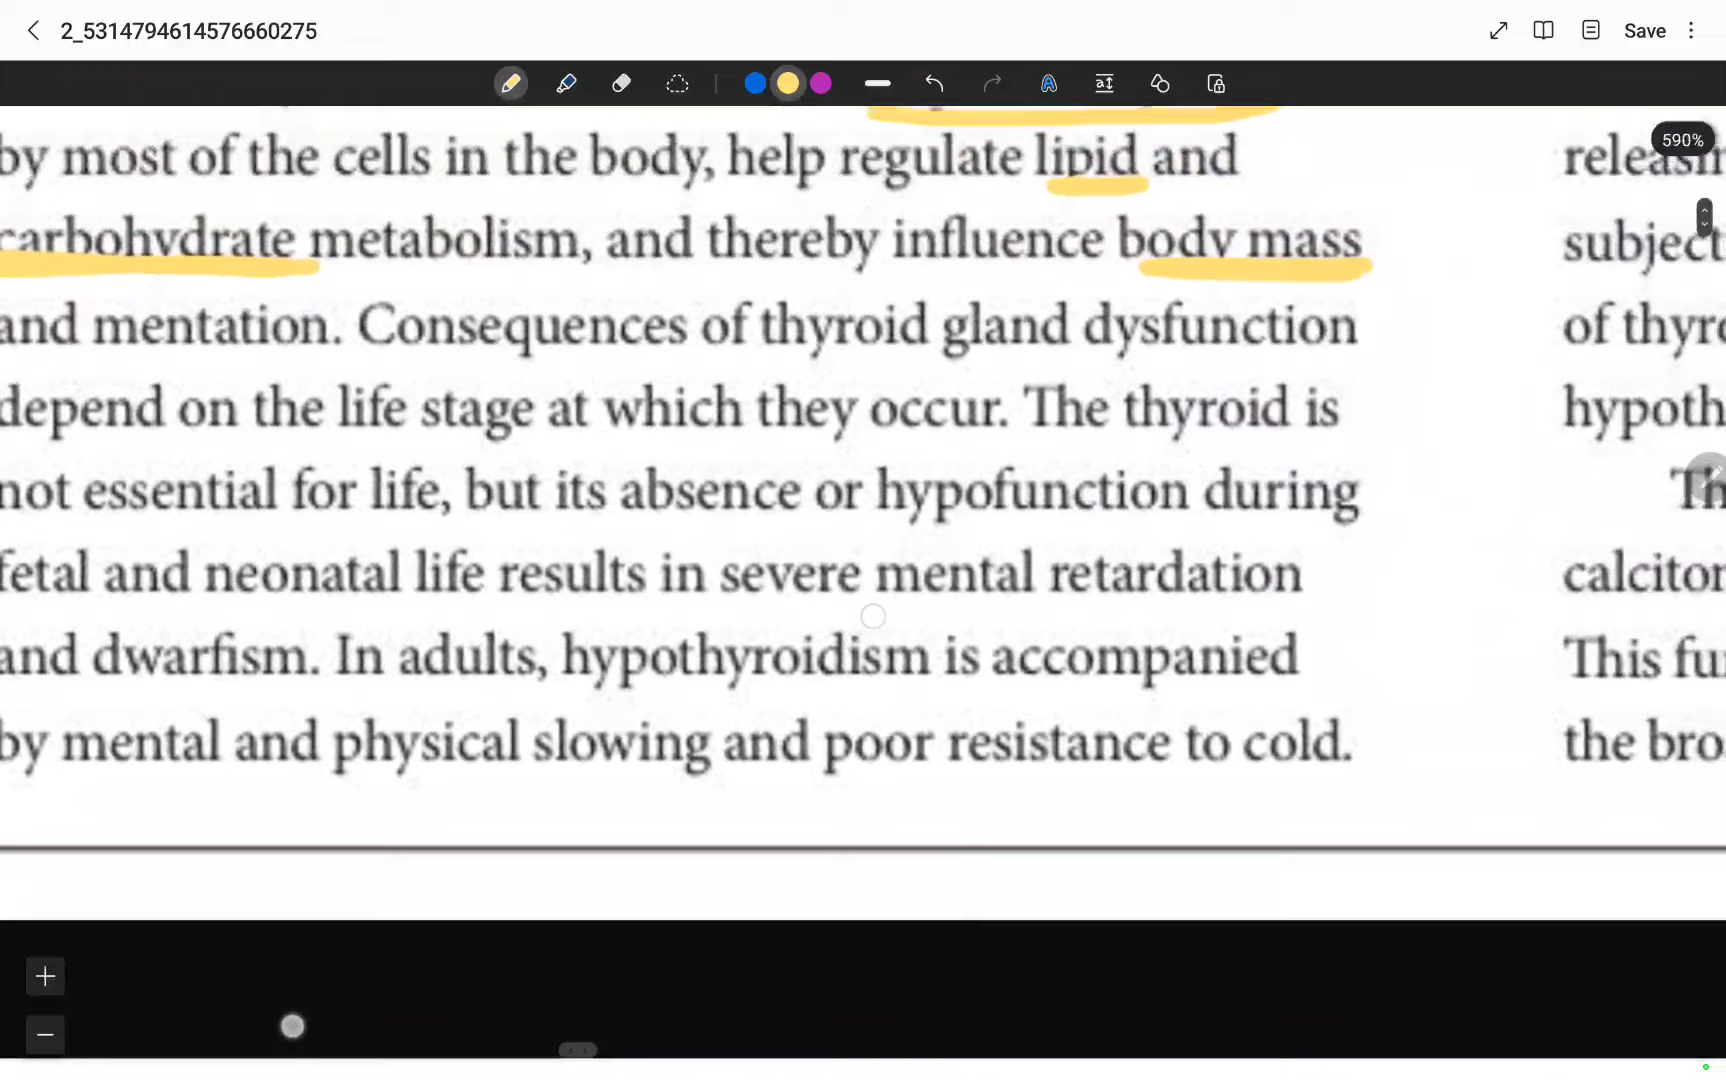 2_5314794614576660275
Save
590%
by most of the cells in the body, help regulate lipid and
carbohydrate metabolism, and thereby influence body mass
and mentation. Consequences of thyroid gland dysfunction
depend on the life stage at which they occur. The thyroid is
not essential for life, but its absence or hypofunction during
fetal and neonatal life results in severe mental retardation
and dwarfism. In adults, hypothyroidism is accompanied
by mental and physical slowing and poor resistance to cold.
subject
of thyro
hypoth
Th
calciton
This fu
the bro